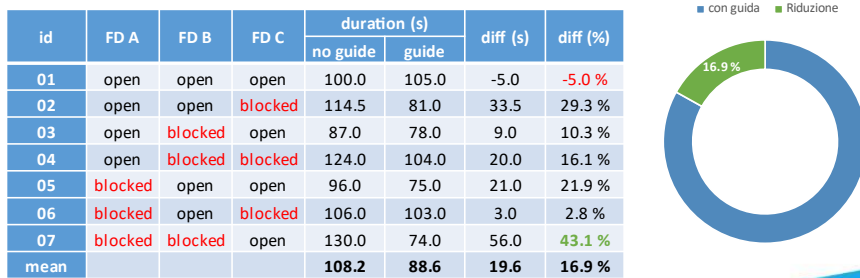 id FD A FD B FD C duration (s) diff (s) diff (%)
no guide guide
01 open open open 100.0 105.0 -5.0 -5.0 %
02 open open blocked 114.5 81.0 33.5 29.3 %
03 open blocked open 87.0 78.0 9.0 10.3 %
04 open blocked blocked 124.0 104.0 20.0 16.1 %
05 blocked open open 96.0 75.0 21.0 21.9 %
06 blocked open blocked 106.0 103.0 3.0 2.8 %
07 blocked blocked open 130.0 74.0 56.0 43.1 %
mean 108.2 88.6 19.6 16.9 %
con guida Riduzione
16.9 %